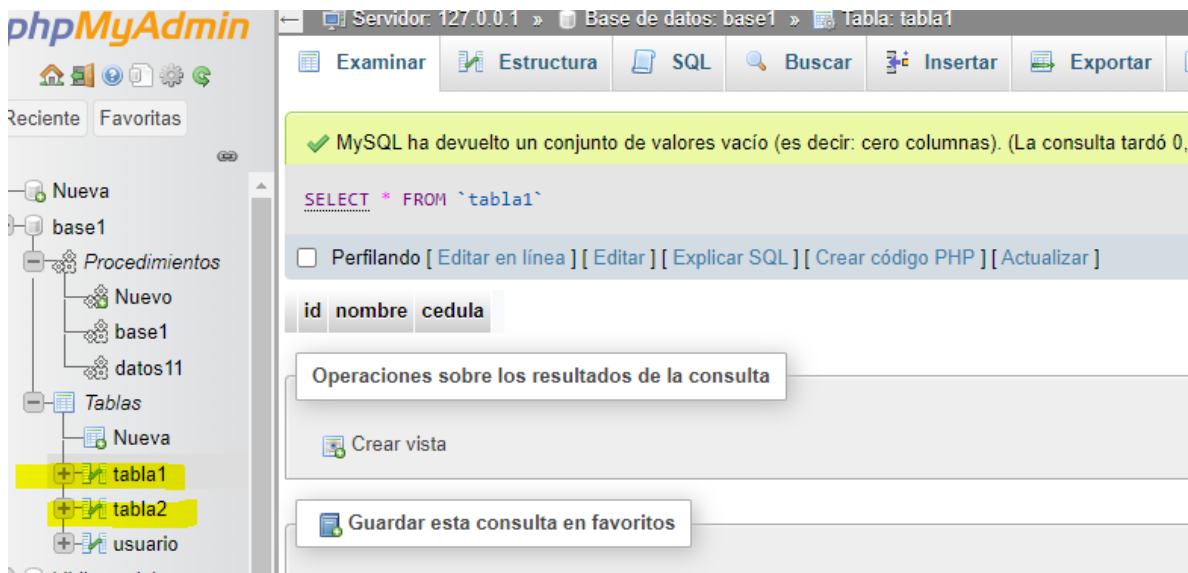 phpMyAdmin
Reciente Favoritas
Nueva
base1
Procedimientos
Nuevo
base1
datos11
Tablas
Nueva
tabla1
tabla2
usuario
Servidor: 127.0.0.1 » Base de datos: base1 » Tabla: tabla1
Examinar Estructura SQL Buscar Insertar Exportar
MySQL ha devuelto un conjunto de valores vacío (es decir: cero columnas). (La consulta tardó 0,
SELECT * FROM `tabla1`
Perfilando [ Editar en línea ] [ Editar ] [ Explicar SQL ] [ Crear código PHP ] [ Actualizar ]
id nombre cedula
Operaciones sobre los resultados de la consulta
Crear vista
Guardar esta consulta en favoritos